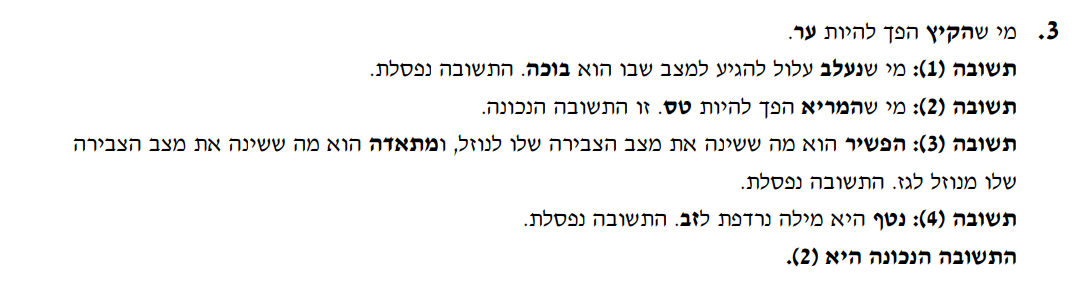 3. מי שהקיץ הפך להיות ער.
תשובה (1): מי שנעלב עלול להגיע למצב שבו הוא בוכה. התשובה נפסלת.
תשובה (2): מי שהמריא הפך להיות טס. זו התשובה הנכונה.
תשובה (3): הפשיר הוא מה ששינה את מצב הצבירה שלו לנוזל, ומתאדה הוא מה ששינה את מצב הצבירה
שלו מנוזל לגז. התשובה נפסלת.
תשובה (4): נטף היא מילה נרדפת לזב. התשובה נפסלת.
התשובה הנכונה היא (2).